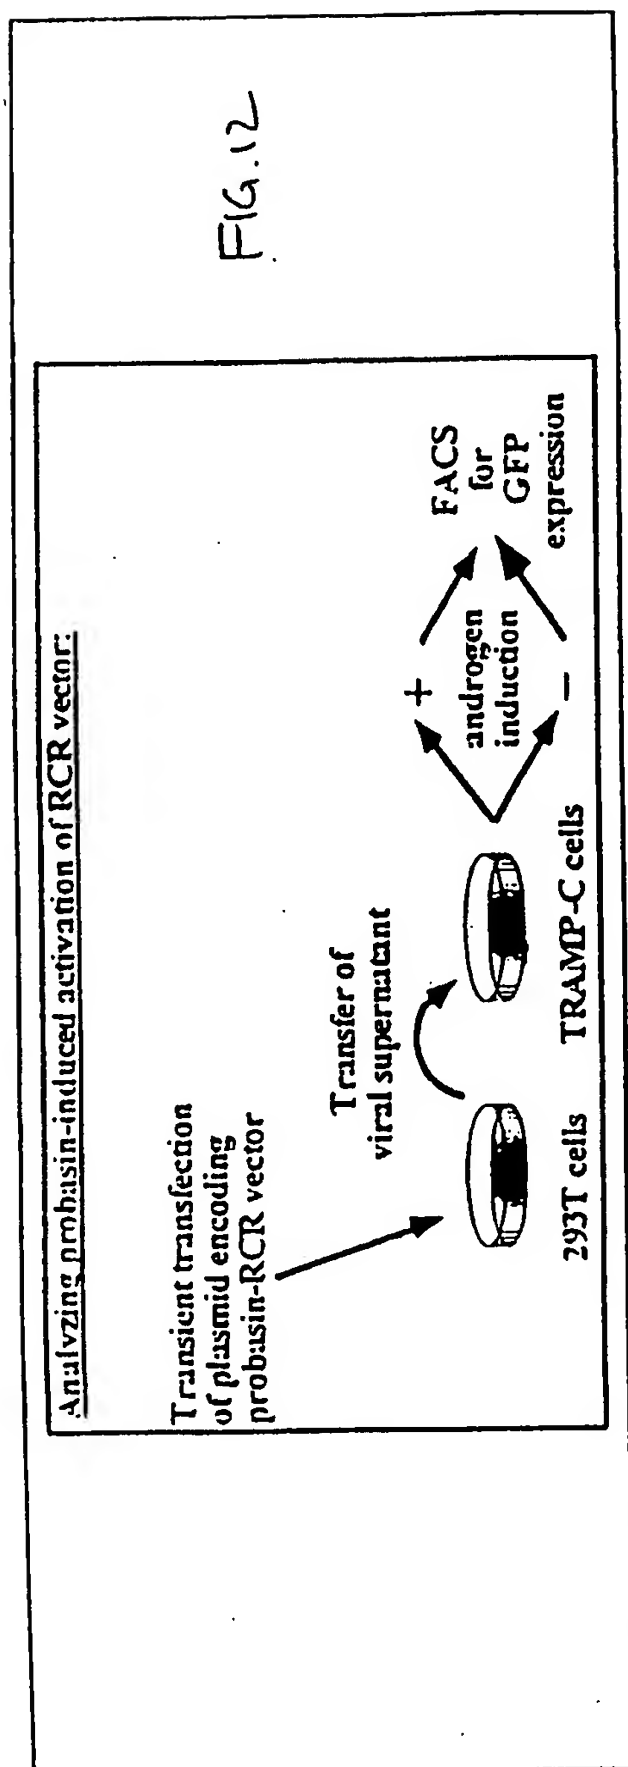 FIG.12
Analyzing probasin-induced activation of RCR vector:
Transient transfection
of plasmid encoding
probasin-RCR vector
Transfer of
viral supernatant
293T cells
TRAMP-C cells
+
androgen
induction
–
FACS
for
GFP
expression